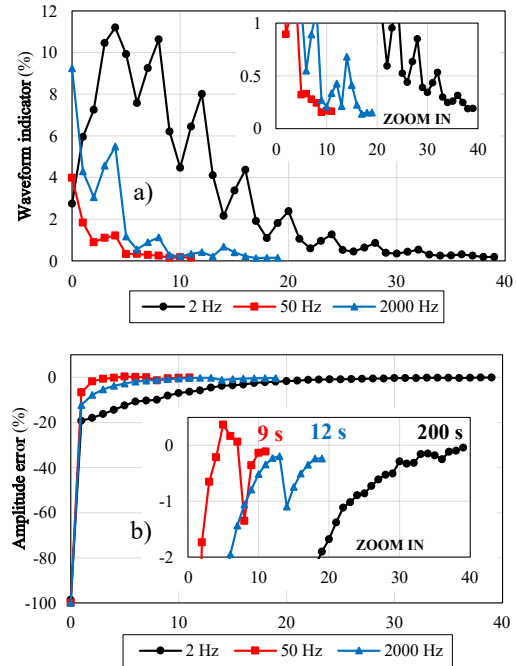 Waveform indicator (%)
12
10
8
6
4
2
0
a)
1
0.5
0
ZOOM IN
0 10 20 30 40
0 10 20 30 40
2 Hz 50 Hz 2000 Hz
Amplitude error (%)
0
-20
-40
-60
-80
-100
b)
9 s 12 s 200 s
0
-1
-2
ZOOM IN
0 10 20 30 40
0 10 20 30 40
2 Hz 50 Hz 2000 Hz